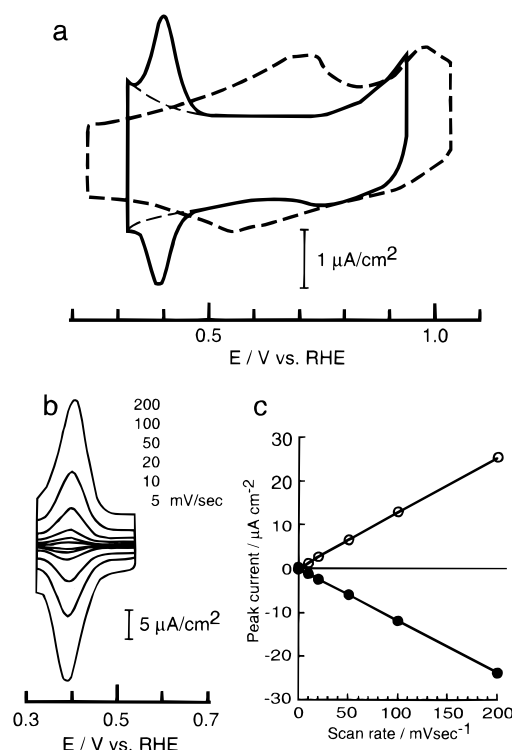 a
1 μA/cm²
0.5
1.0
E / V vs. RHE
b
200
100
50
20
10
5 mV/sec
5 μA/cm²
0.3
0.5
0.7
E / V vs. RHE
c
Peak current / μA cm⁻²
30
20
10
0
-10
-20
-30
0
50
100
150
200
Scan rate / mVsec⁻¹